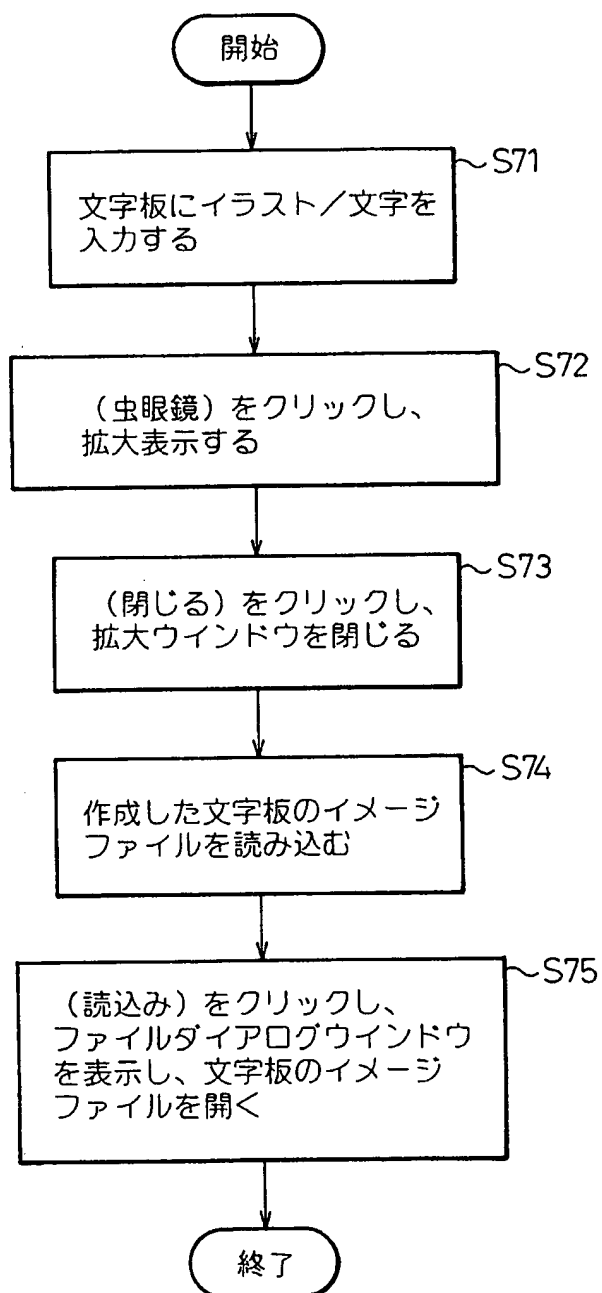 開始
S71
文字板にイラスト／文字を
入力する
S72
（虫眼鏡）をクリックし、
拡大表示する
S73
（閉じる）をクリックし、
拡大ウインドウを閉じる
S74
作成した文字板のイメージ
ファイルを読み込む
S75
（読込み）をクリックし、
ファイルダイアログウインドウ
を表示し、文字板のイメージ
ファイルを開く
終了